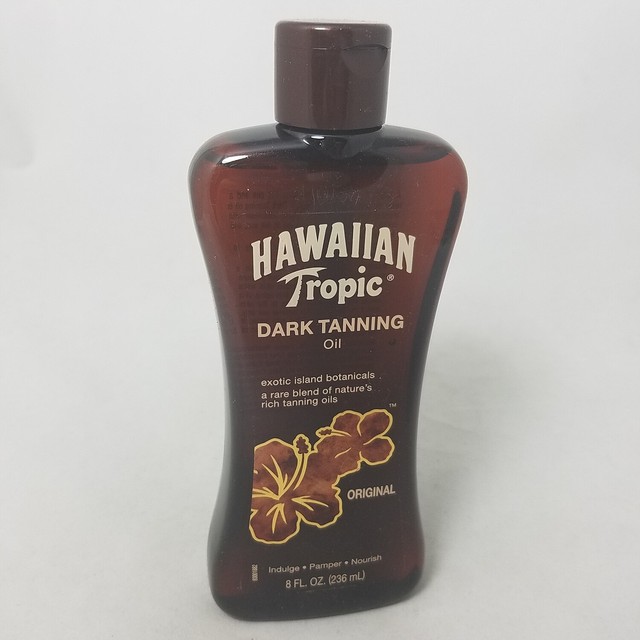 HAWAIIAN
Tropic®
DARK TANNING
Oil
exotic island botanicals
a rare blend of nature's
rich tanning oils
™
ORIGINAL
Indulge • Pamper • Nourish
8 FL. OZ. (236 mL)